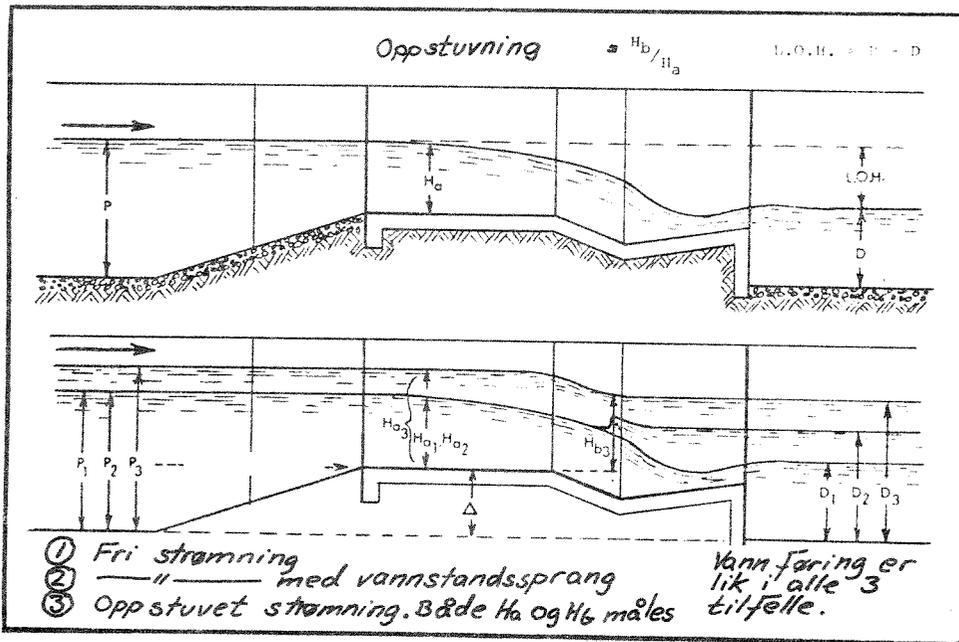 Oppstuvning = Hb/Ha
L.O.H. = P - D
P
Ha
L.O.H.
D
P1 P2 P3
Ha3 Ha1, Ha2
Hb3
Δ
D1 D2 D3
① Fri strømning
② —— " —— med vannstandssprang
③ Oppstuvet strømning. Både Ha og Hb måles
Vannføring er
lik i alle 3
tilfelle.